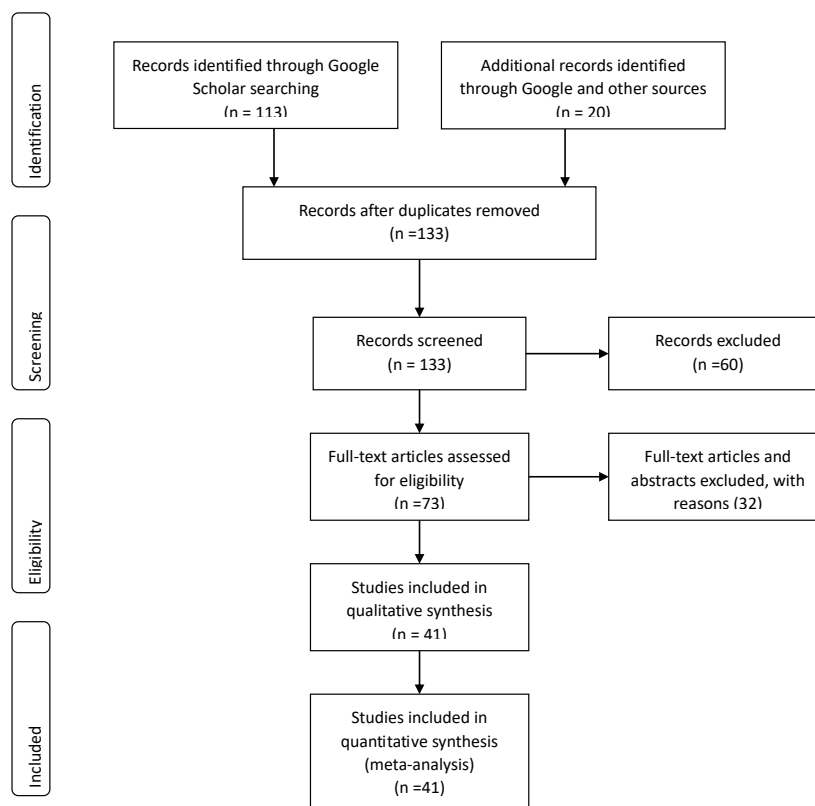 Identification
Records identified through Google
Scholar searching
(n = 113)
Additional records identified
through Google and other sources
(n = 20)
Records after duplicates removed
(n =133)
Screening
Records screened
(n = 133)
Records excluded
(n =60)
Eligibility
Full-text articles assessed
for eligibility
(n =73)
Full-text articles and
abstracts excluded, with
reasons (32)
Studies included in
qualitative synthesis
(n = 41)
Included
Studies included in
quantitative synthesis
(meta-analysis)
(n =41)